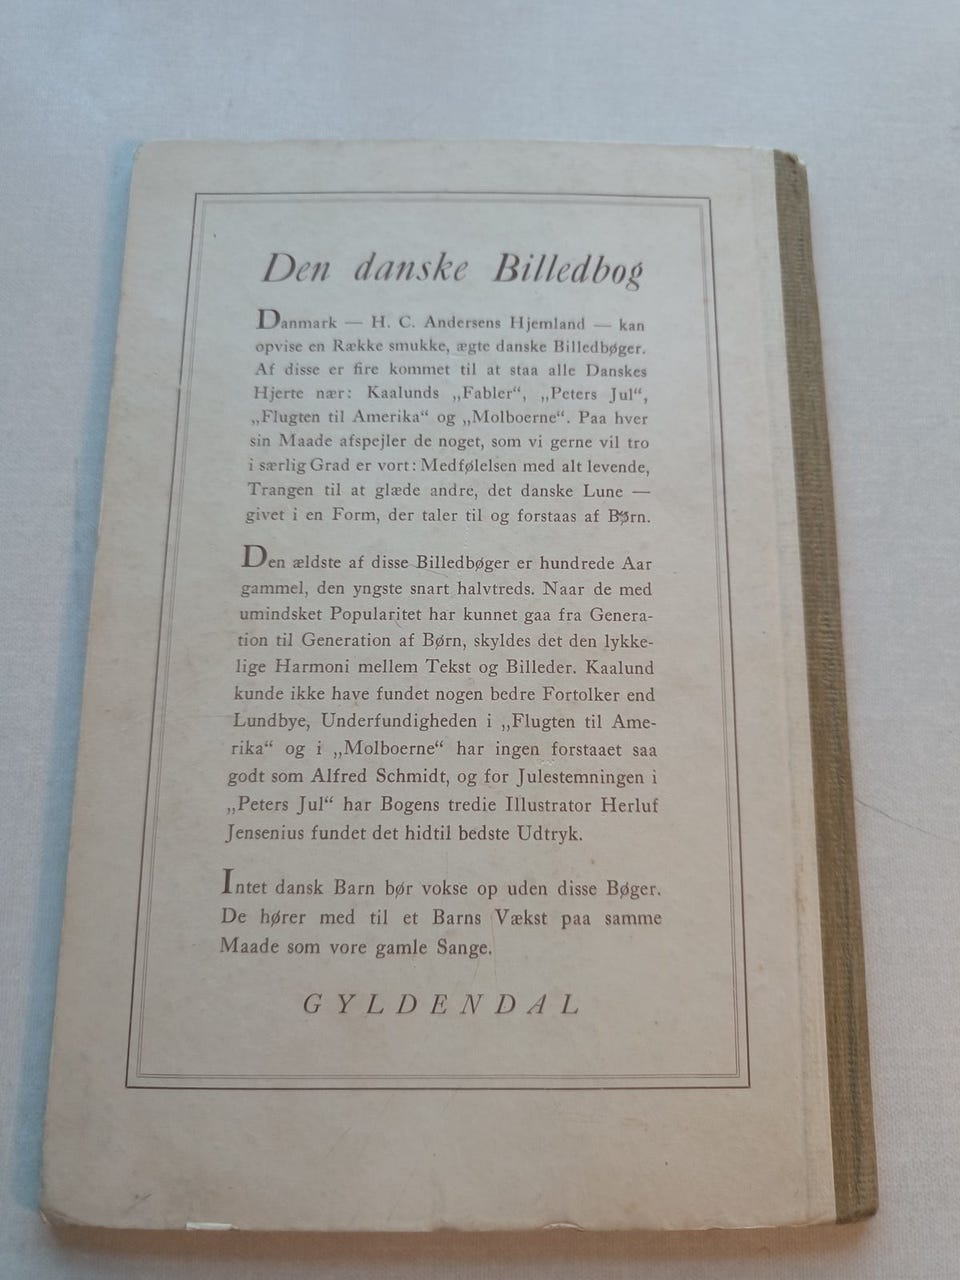 Den danske Billedbog
Danmark — H. C. Andersens Hjemland — kan
opvise en Række smukke, ægte danske Billedbøger.
Af disse er fire kommet til at staa alle Danskes
Hjerte nær: Kaalunds „Fabler“, „Peters Jul“,
„Flugten til Amerika“ og „Molboerne“. Paa hver
sin Maade afspejler de noget, som vi gerne vil tro
i særlig Grad er vort: Medfølelsen med alt levende,
Trangen til at glæde andre, det danske Lune —
givet i en Form, der taler til og forstaas af Børn.
Den ældste af disse Billedbøger er hundrede Aar
gammel, den yngste snart halvtreds. Naar de med
umindsket Popularitet har kunnet gaa fra Genera-
tion til Generation af Børn, skyldes det den lykke-
lige Harmoni mellem Tekst og Billeder. Kaalund
kunde ikke have fundet nogen bedre Fortolker end
Lundbye, Underfundigheden i „Flugten til Ame-
rika“ og i „Molboerne“ har ingen forstaaet saa
godt som Alfred Schmidt, og for Julestemningen i
„Peters Jul“ har Bogens tredie Illustrator Herluf
Jensenius fundet det hidtil bedste Udtryk.
Intet dansk Barn bør vokse op uden disse Bøger.
De hører med til et Barns Vækst paa samme
Maade som vore gamle Sange.
GYLDENDAL